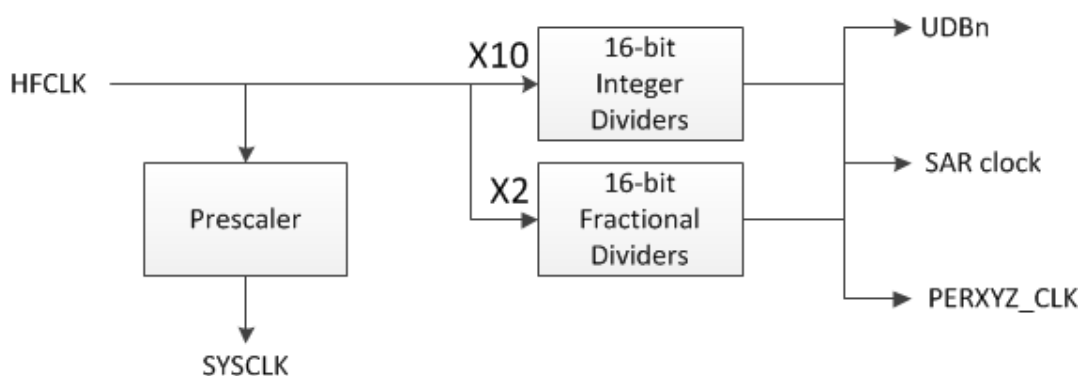 UDBn
X10
16-bit
Integer
Dividers
HFCLK
SAR clock
Prescaler
X2
16-bit
Fractional
Dividers
PERXYZ_CLK
SYSCLK